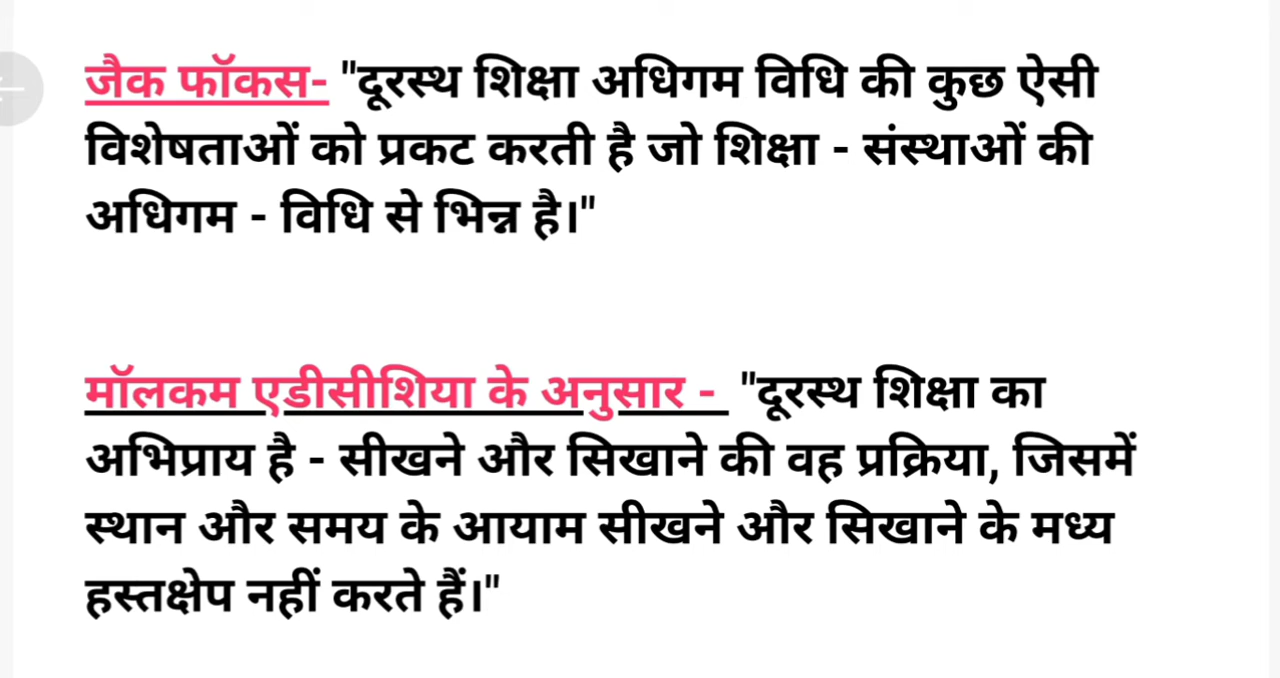 जैक फॉकस- "दूरस्थ शिक्षा अधिगम विधि की कुछ ऐसी
विशेषताओं को प्रकट करती है जो शिक्षा - संस्थाओं की
अधिगम - विधि से भिन्न है।"
मॉलकम एडीसीशिया के अनुसार - "दूरस्थ शिक्षा का
अभिप्राय है - सीखने और सिखाने की वह प्रक्रिया, जिसमें
स्थान और समय के आयाम सीखने और सिखाने के मध्य
हस्तक्षेप नहीं करते हैं।"